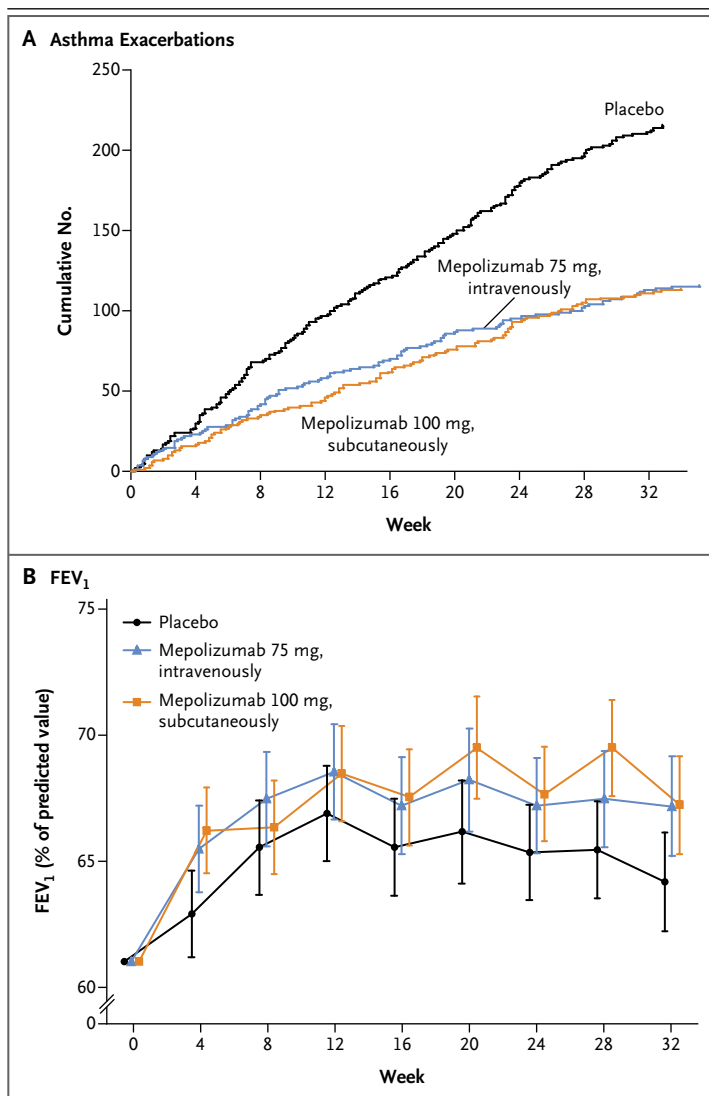 A Asthma Exacerbations
250
200
150
100
50
0
Cumulative No.
Placebo
Mepolizumab 75 mg,
intravenously
Mepolizumab 100 mg,
subcutaneously
0 4 8 12 16 20 24 28 32
Week
B FEV₁
75
70
65
60
0
FEV₁ (% of predicted value)
Placebo
Mepolizumab 75 mg,
intravenously
Mepolizumab 100 mg,
subcutaneously
0 4 8 12 16 20 24 28 32
Week